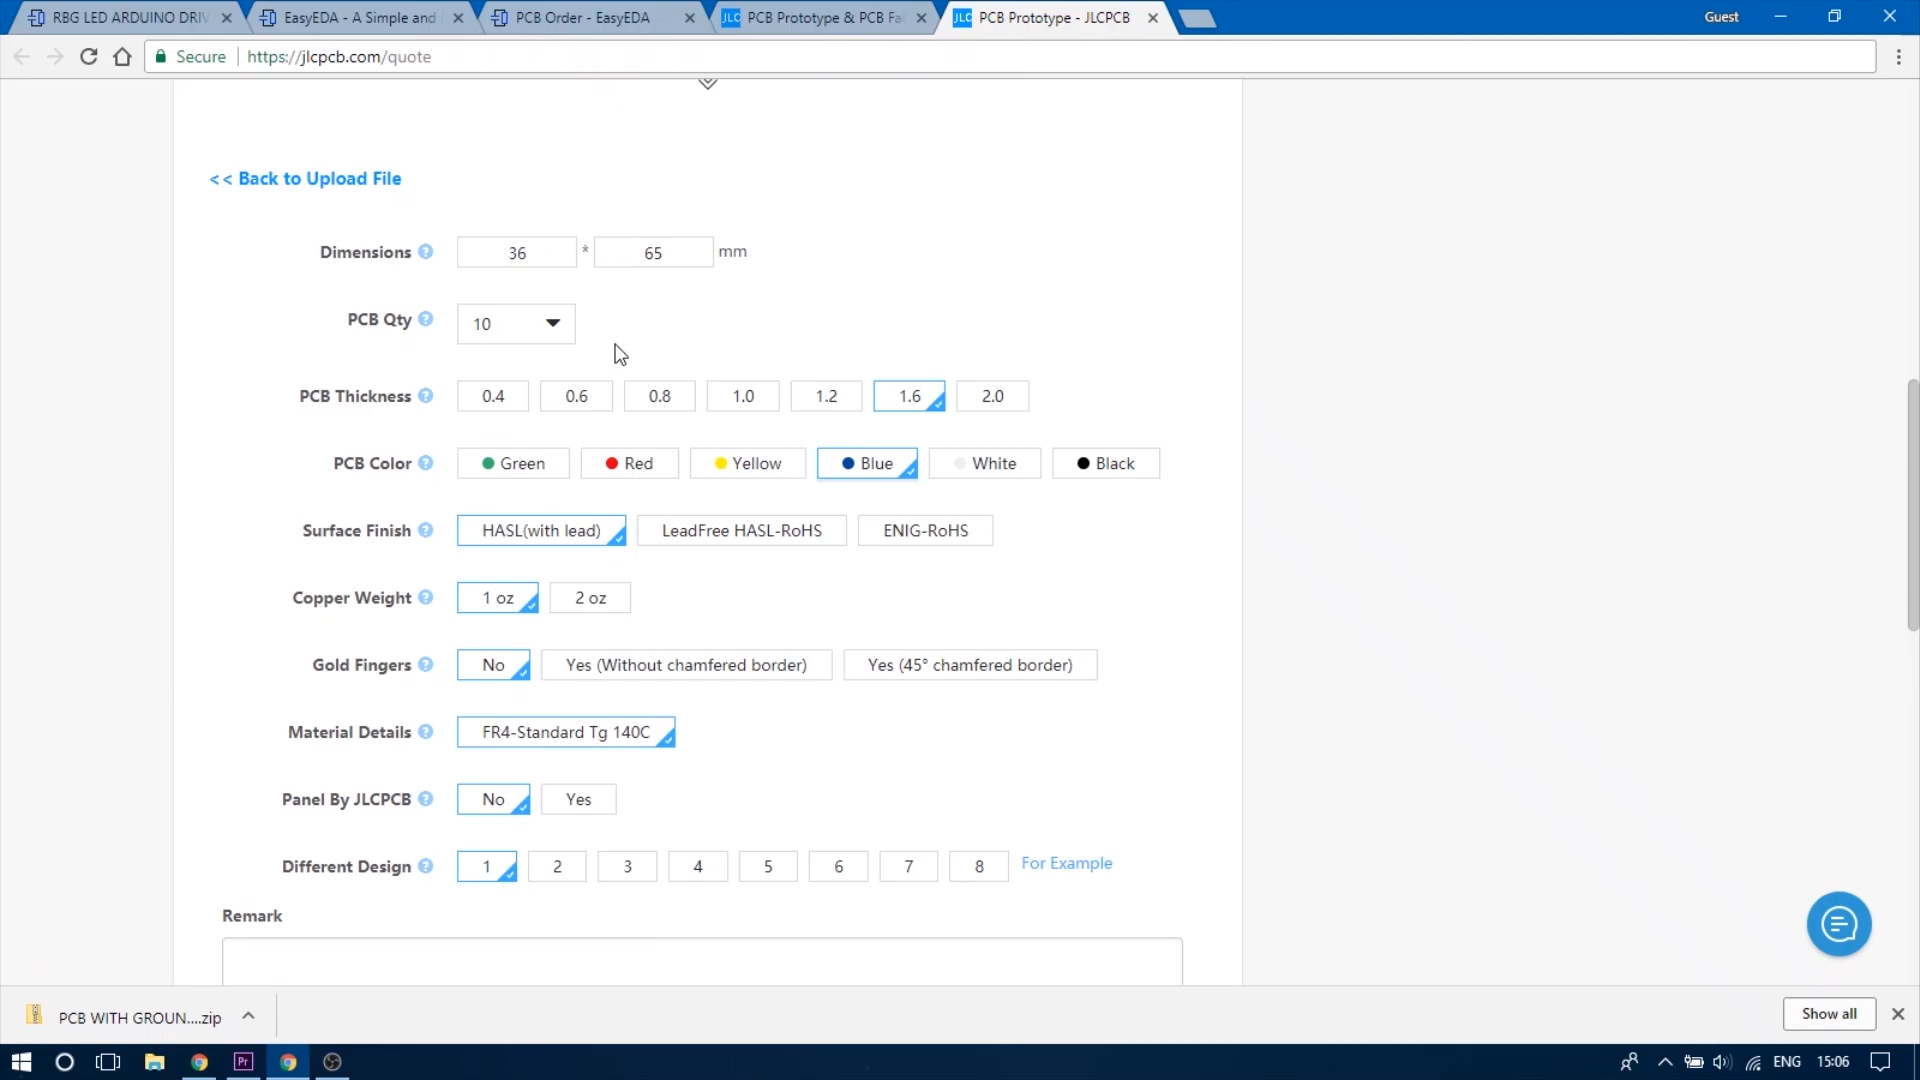 RBG LED ARDUINO DRIV
EasyEDA - A Simple and
PCB Order - EasyEDA
JLC PCB Prototype & PCB Fa
JLC PCB Prototype - JLCPCB
Guest
Secure https://jlcpcb.com/quote
<< Back to Upload File
Dimensions ? 36 * 65 mm
PCB Qty ? 10
PCB Thickness ? 0.4 0.6 0.8 1.0 1.2 1.6 2.0
PCB Color ? Green Red Yellow Blue White Black
Surface Finish ? HASL(with lead) LeadFree HASL-RoHS ENIG-RoHS
Copper Weight ? 1 oz 2 oz
Gold Fingers ? No Yes (Without chamfered border) Yes (45° chamfered border)
Material Details ? FR4-Standard Tg 140C
Panel By JLCPCB ? No Yes
Different Design ? 1 2 3 4 5 6 7 8 For Example
Remark
PCB WITH GROUN....zip
Show all
Pr
ENG 15:06